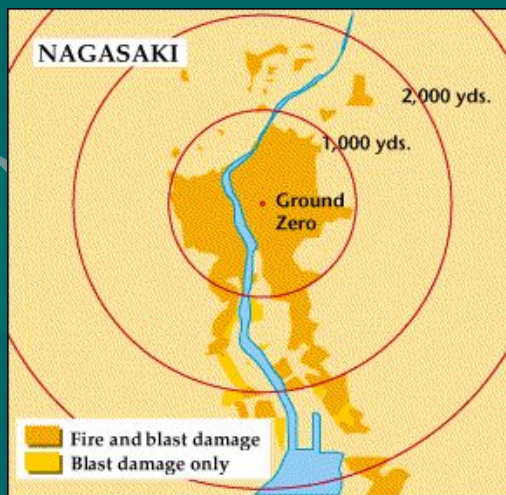 NAGASAKI
2,000 yds.
1,000 yds.
Ground
Zero
Fire and blast damage
Blast damage only